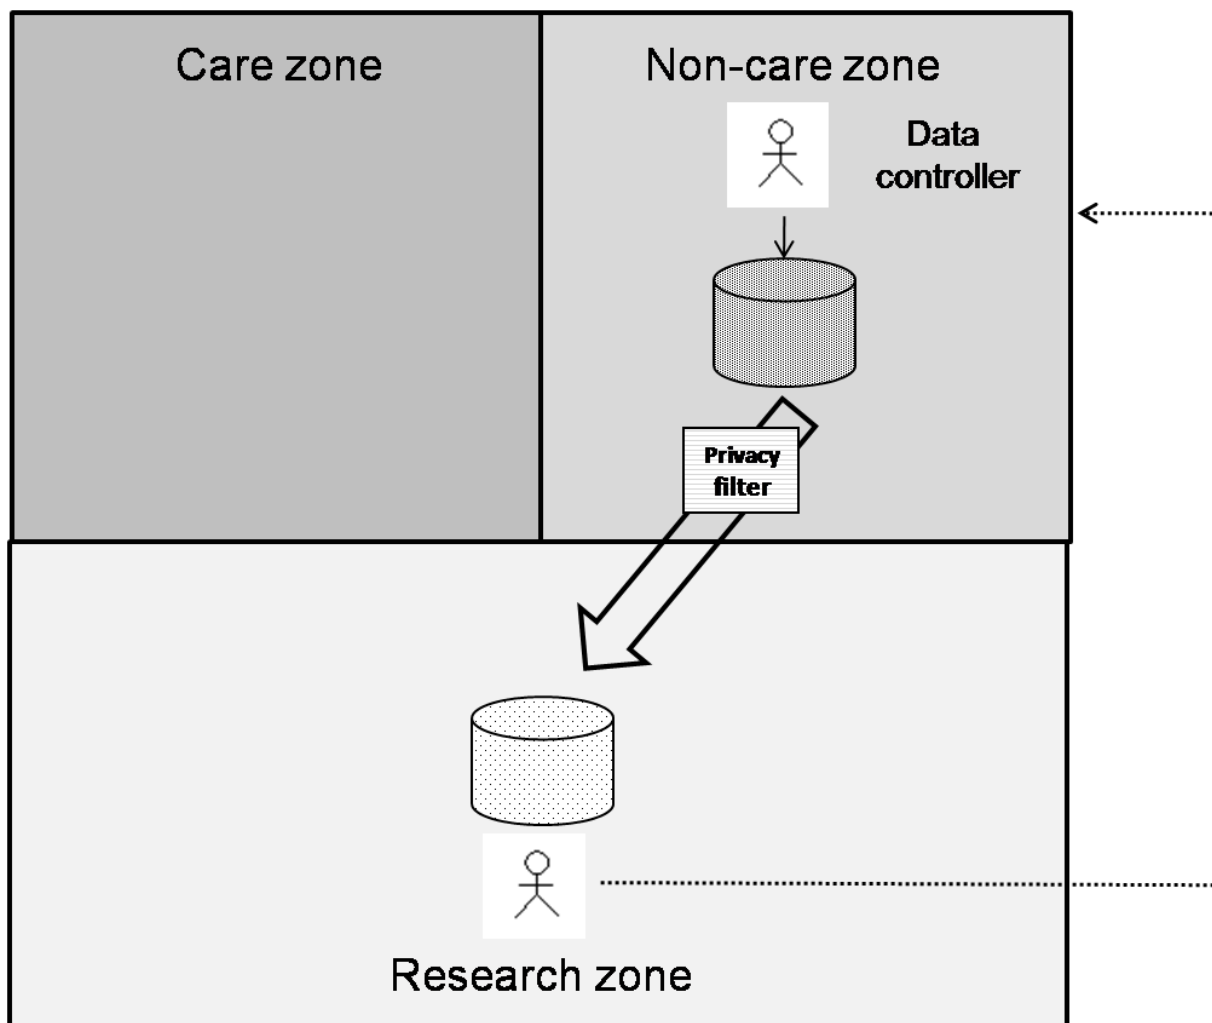 Care zone
Non-care zone
Data
controller
Privacy
filter
Research zone